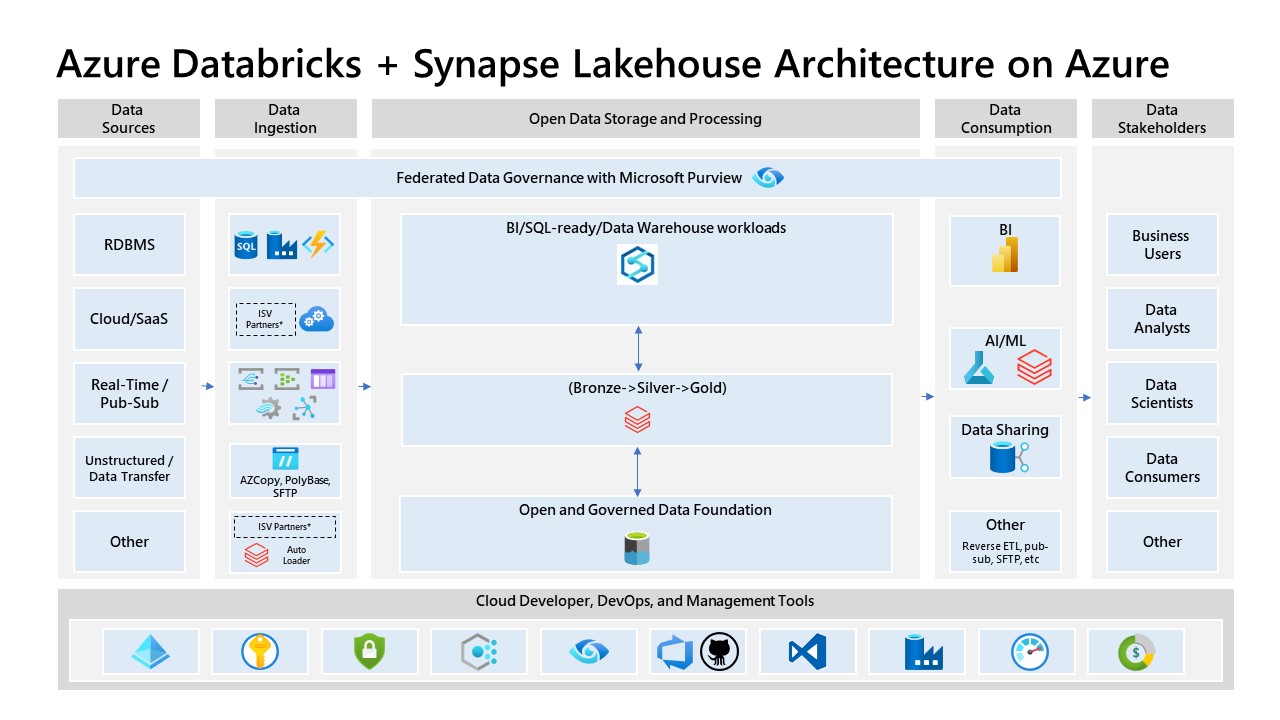 Azure Databricks + Synapse Lakehouse Architecture on Azure
Data
Sources
Data
Ingestion
Open Data Storage and Processing
Data
Consumption
Data
Stakeholders
Federated Data Governance with Microsoft Purview
RDBMS
Cloud/SaaS
Real-Time /
Pub-Sub
Unstructured /
Data Transfer
Other
SQL
ISV
Partners*
AZCopy, PolyBase,
SFTP
ISV Partners*
Auto
Loader
BI/SQL-ready/Data Warehouse workloads
(Bronze->Silver->Gold)
Open and Governed Data Foundation
BI
AI/ML
Data Sharing
Other
Reverse ETL, pub-
sub, SFTP, etc
Business
Users
Data
Analysts
Data
Scientists
Data
Consumers
Other
Cloud Developer, DevOps, and Management Tools
$